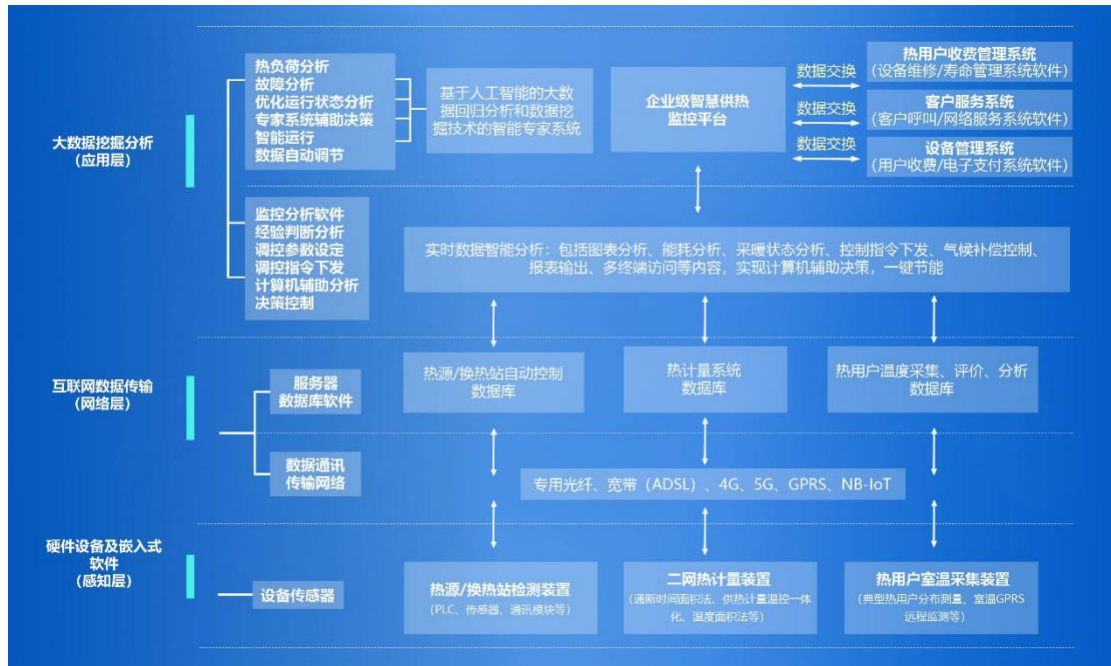 大数据挖掘分析
(应用层)
热负荷分析
故障分析
优化运行状态分析
专家系统辅助决策
智能运行
数据自动调节
基于人工智能的大数
据回归分析和数据挖
掘技术的智能专家系统
企业级智慧供热
监控平台
数据交换
热用户收费管理系统
(设备维修/寿命管理系统软件)
数据交换
客户服务系统
(客户呼叫/网络服务系统软件)
数据交换
设备管理系统
(用户收费/电子支付系统软件)
监控分析软件
经验判断分析
调控参数设定
调控指令下发
计算机辅助分析
决策控制
实时数据智能分析：包括图表分析、能耗分析、采暖状态分析、控制指令下发、气候补偿控制、
报表输出、多终端访问等内容，实现计算机辅助决策，一键节能
互联网数据传输
(网络层)
服务器
数据库软件
热源/换热站自动控制
数据库
热计量系统
数据库
热用户温度采集、评价、分析
数据库
数据通讯
传输网络
专用光纤、宽带（ADSL）、4G、5G、GPRS、NB-IoT
硬件设备及嵌入式
软件
(感知层)
设备传感器
热源/换热站检测装置
(PLC、传感器、通讯模块等)
二网热计量装置
(通断时间面积法、供热计量温控一体
化、温度面积法等)
热用户室温采集装置
(典型热用户分布测量、室温GPRS
远程监测等)